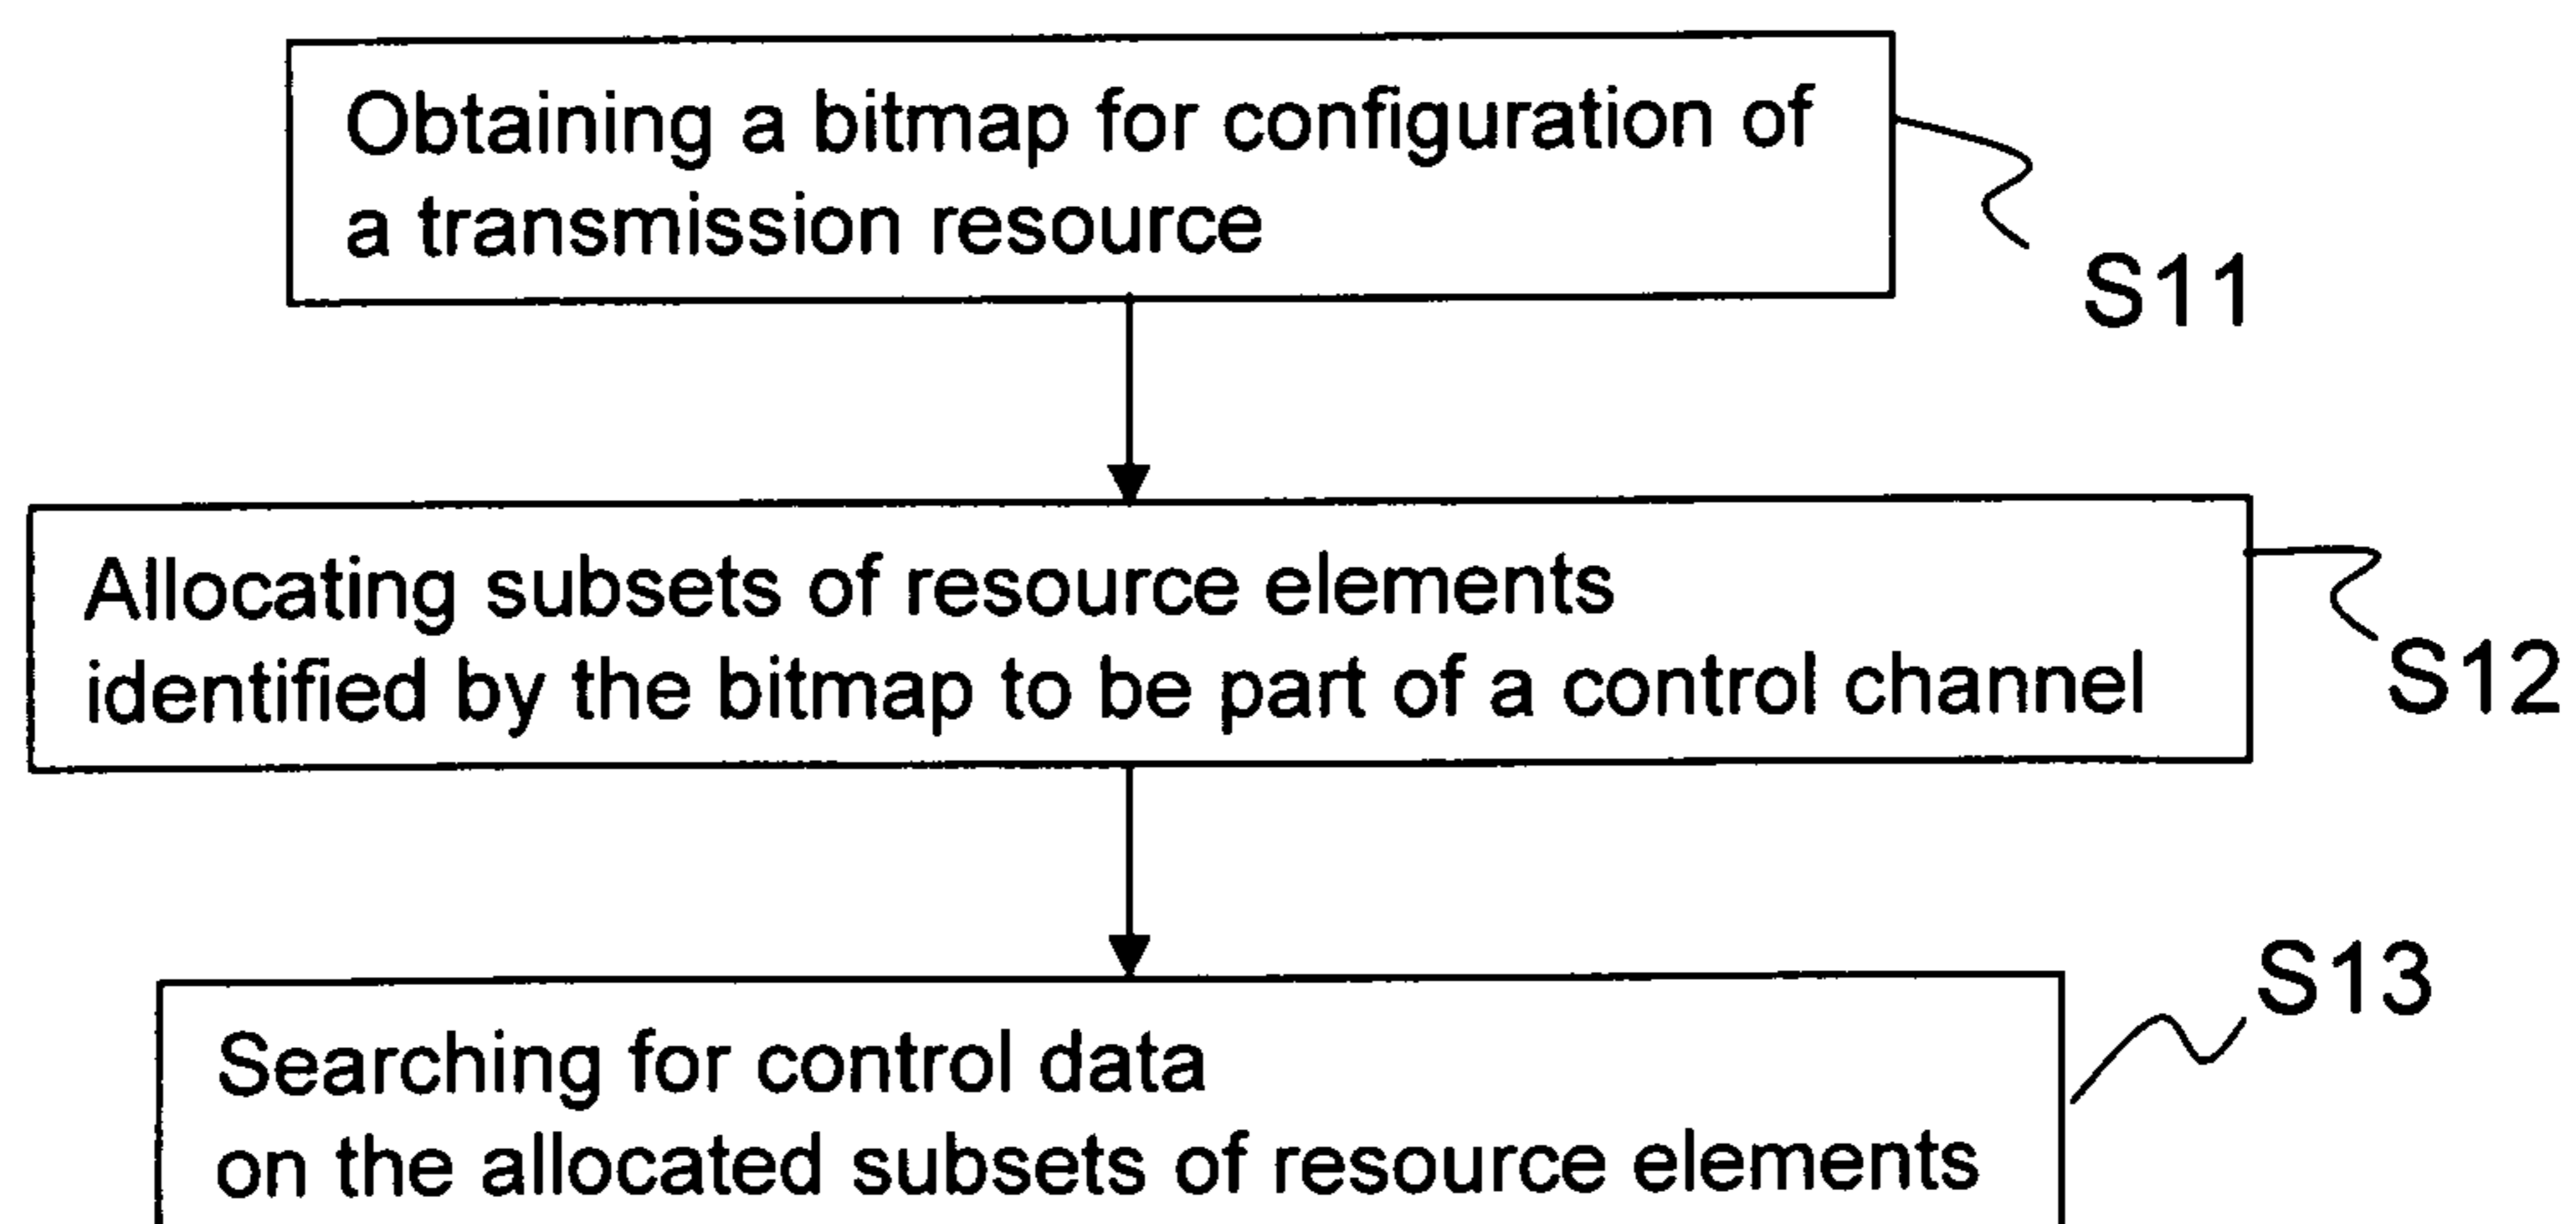 Obtaining a bitmap for configuration of
a transmission resource
S11
Allocating subsets of resource elements
identified by the bitmap to be part of a control channel
S12
S13
Searching for control data
on the allocated subsets of resource elements